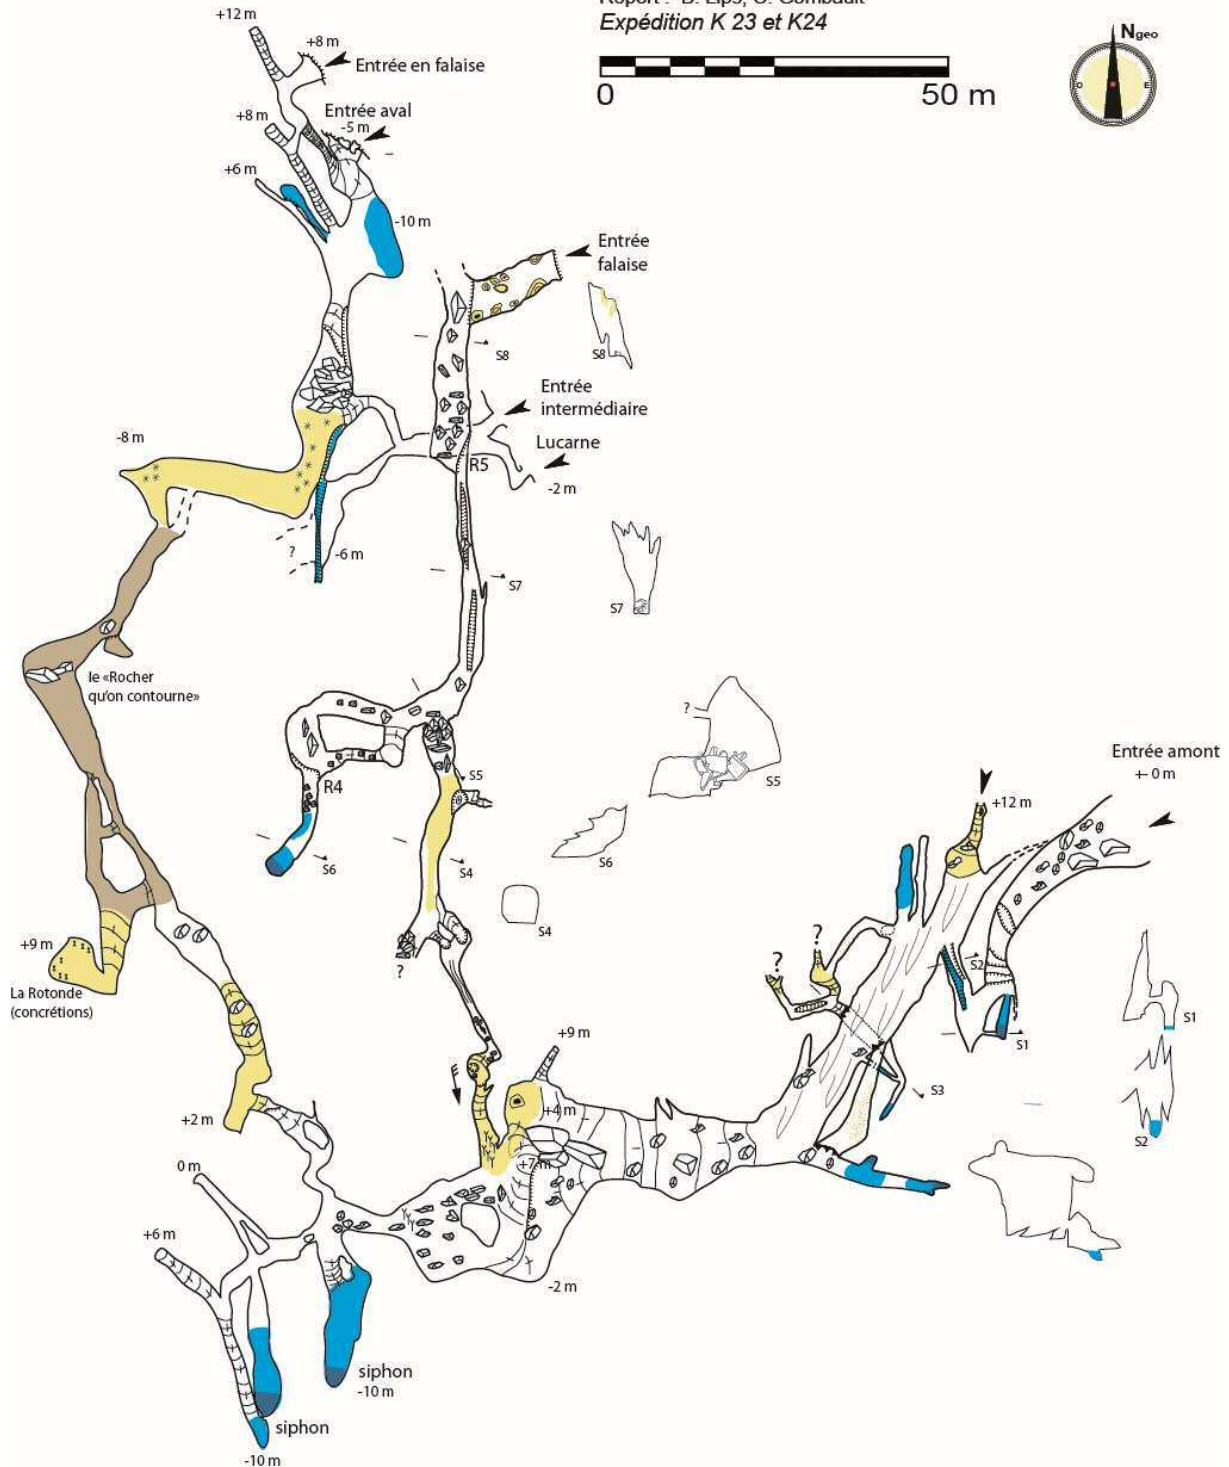 Report : B. Lips, O. Gombault
Expédition K 23 et K24
0
50 m
Ngeo
O
E
+12 m
+8 m
Entrée en falaise
Entrée aval
-5 m
+8 m
+6 m
-10 m
Entrée
falaise
S8
S8
Entrée
intermédiaire
Lucarne
-8 m
R5
-2 m
?
-6 m
S7
S7
le «Rocher
qu'on contourne»
?
S5
S5
Entrée amont
+- 0 m
R4
+12 m
S6
S6
S4
S4
?
+9 m
La Rotonde
(concrétions)
?
?
S2
S1
S1
+9 m
S3
+4 m
S2
+2 m
+7 m
0 m
+6 m
-2 m
siphon
-10 m
siphon
-10 m